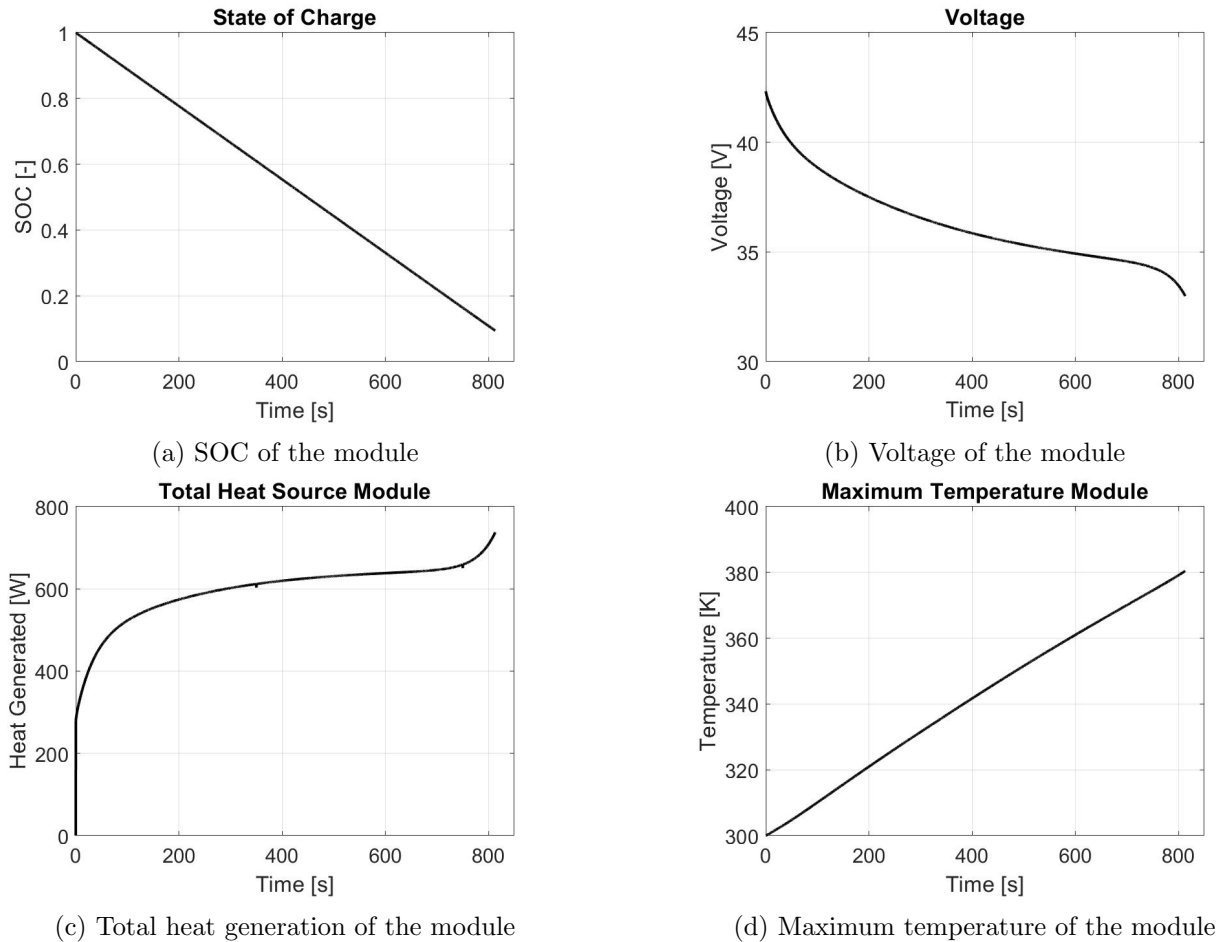 State of Charge
1
0.8
0.6
0.4
0.2
0
SOC [-]
0 200 400 600 800
Time [s]
(a) SOC of the module
Voltage
45
40
35
30
Voltage [V]
0 200 400 600 800
Time [s]
(b) Voltage of the module
Total Heat Source Module
800
600
400
200
0
Heat Generated [W]
0 200 400 600 800
Time [s]
(c) Total heat generation of the module
Maximum Temperature Module
400
380
360
340
320
300
Temperature [K]
0 200 400 600 800
Time [s]
(d) Maximum temperature of the module